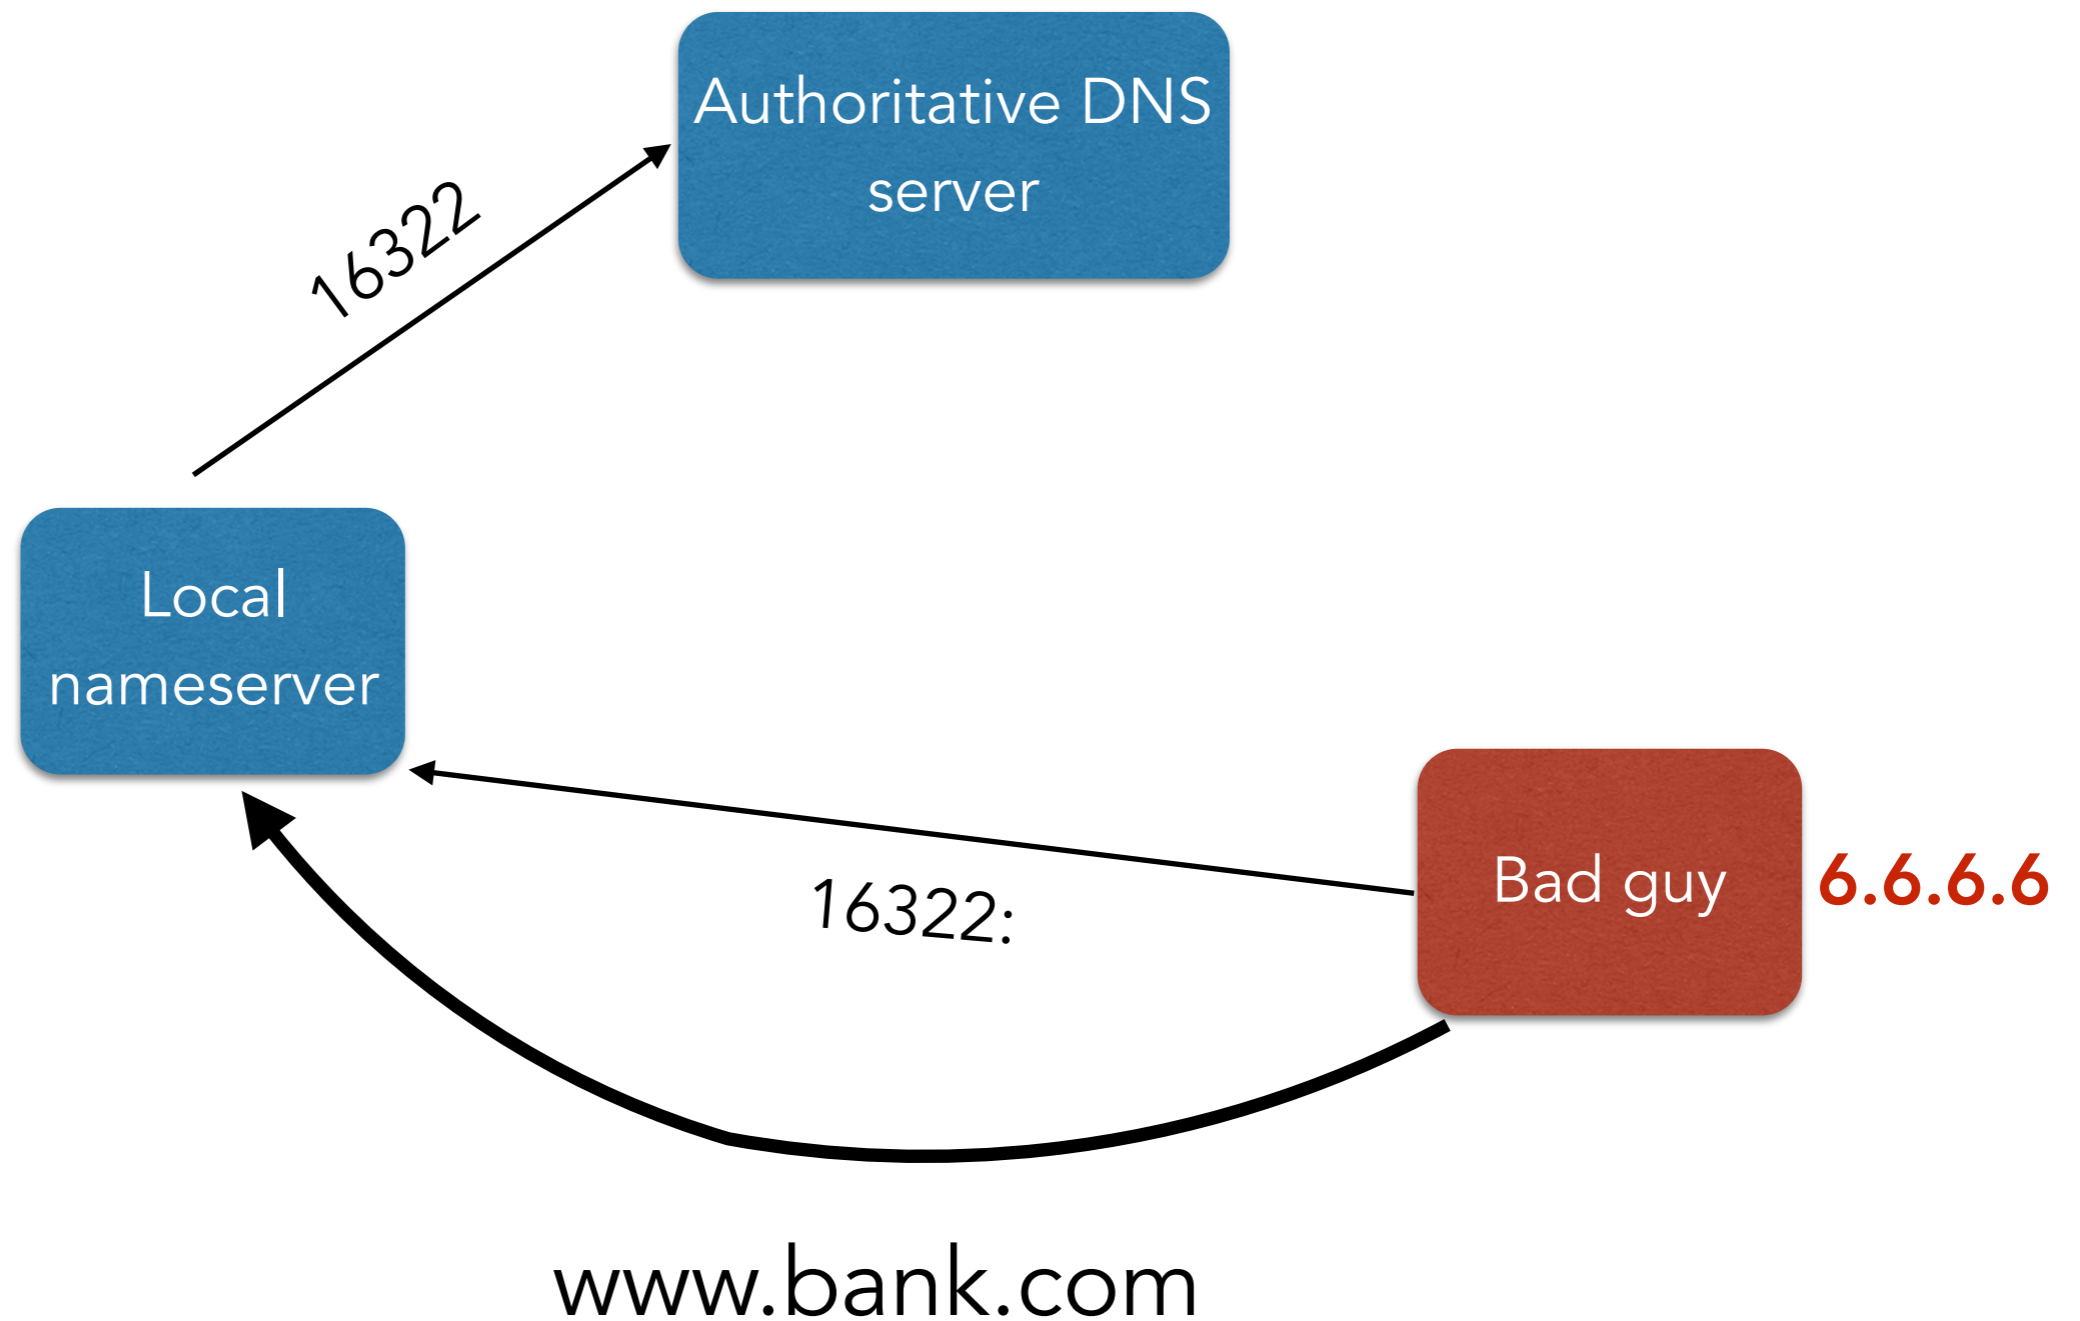 Authoritative DNS
server
16322
Local
nameserver
Bad guy
6.6.6.6
16322:
www.bank.com